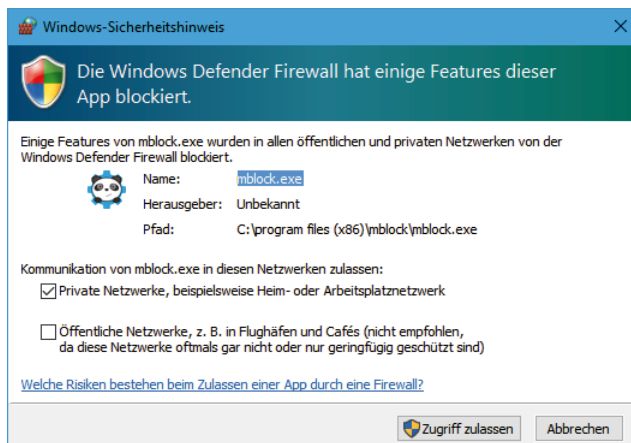 Windows-Sicherheitshinweis
Die Windows Defender Firewall hat einige Features dieser
App blockiert.
Einige Features von mblock.exe wurden in allen öffentlichen und privaten Netzwerken von der
Windows Defender Firewall blockiert.
Name: mblock.exe
Herausgeber: Unbekannt
Pfad: C:\program files (x86)\mblock\mblock.exe
Kommunikation von mblock.exe in diesen Netzwerken zulassen:
Private Netzwerke, beispielsweise Heim- oder Arbeitsplatznetzwerk
Öffentliche Netzwerke, z. B. in Flughäfen und Cafés (nicht empfohlen,
da diese Netzwerke oftmals gar nicht oder nur geringfügig geschützt sind)
Welche Risiken bestehen beim Zulassen einer App durch eine Firewall?
Zugriff zulassen Abbrechen